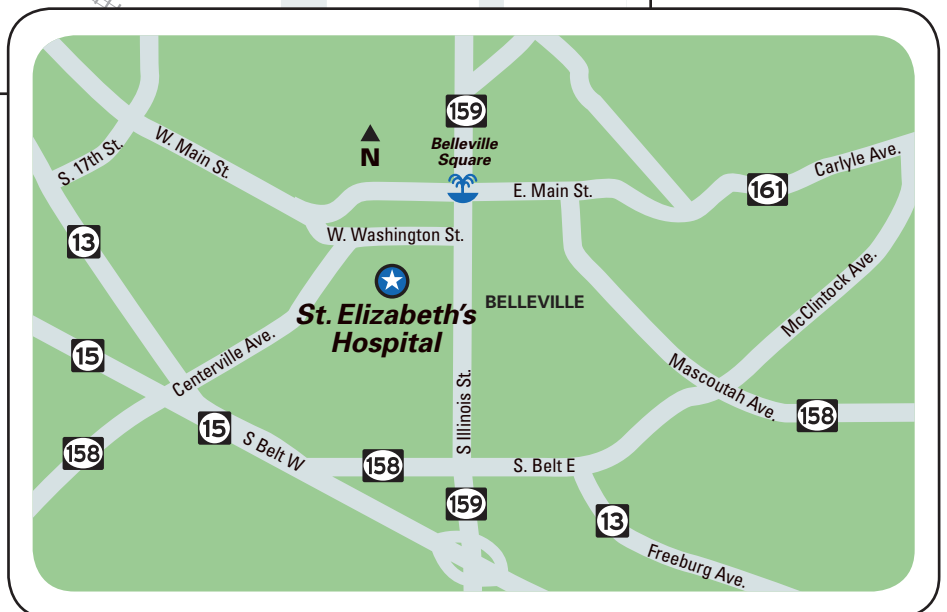 159
N
Belleville
Square
S. 17th St.
W. Main St.
E. Main St.
161
Carlyle Ave.
13
W. Washington St.
St. Elizabeth's
Hospital
BELLEVILLE
McClintock Ave.
15
Centerville Ave.
S Illinois St.
Mascoutah Ave.
158
15
158
S Belt W
158
S. Belt E
159
13
Freeburg Ave.